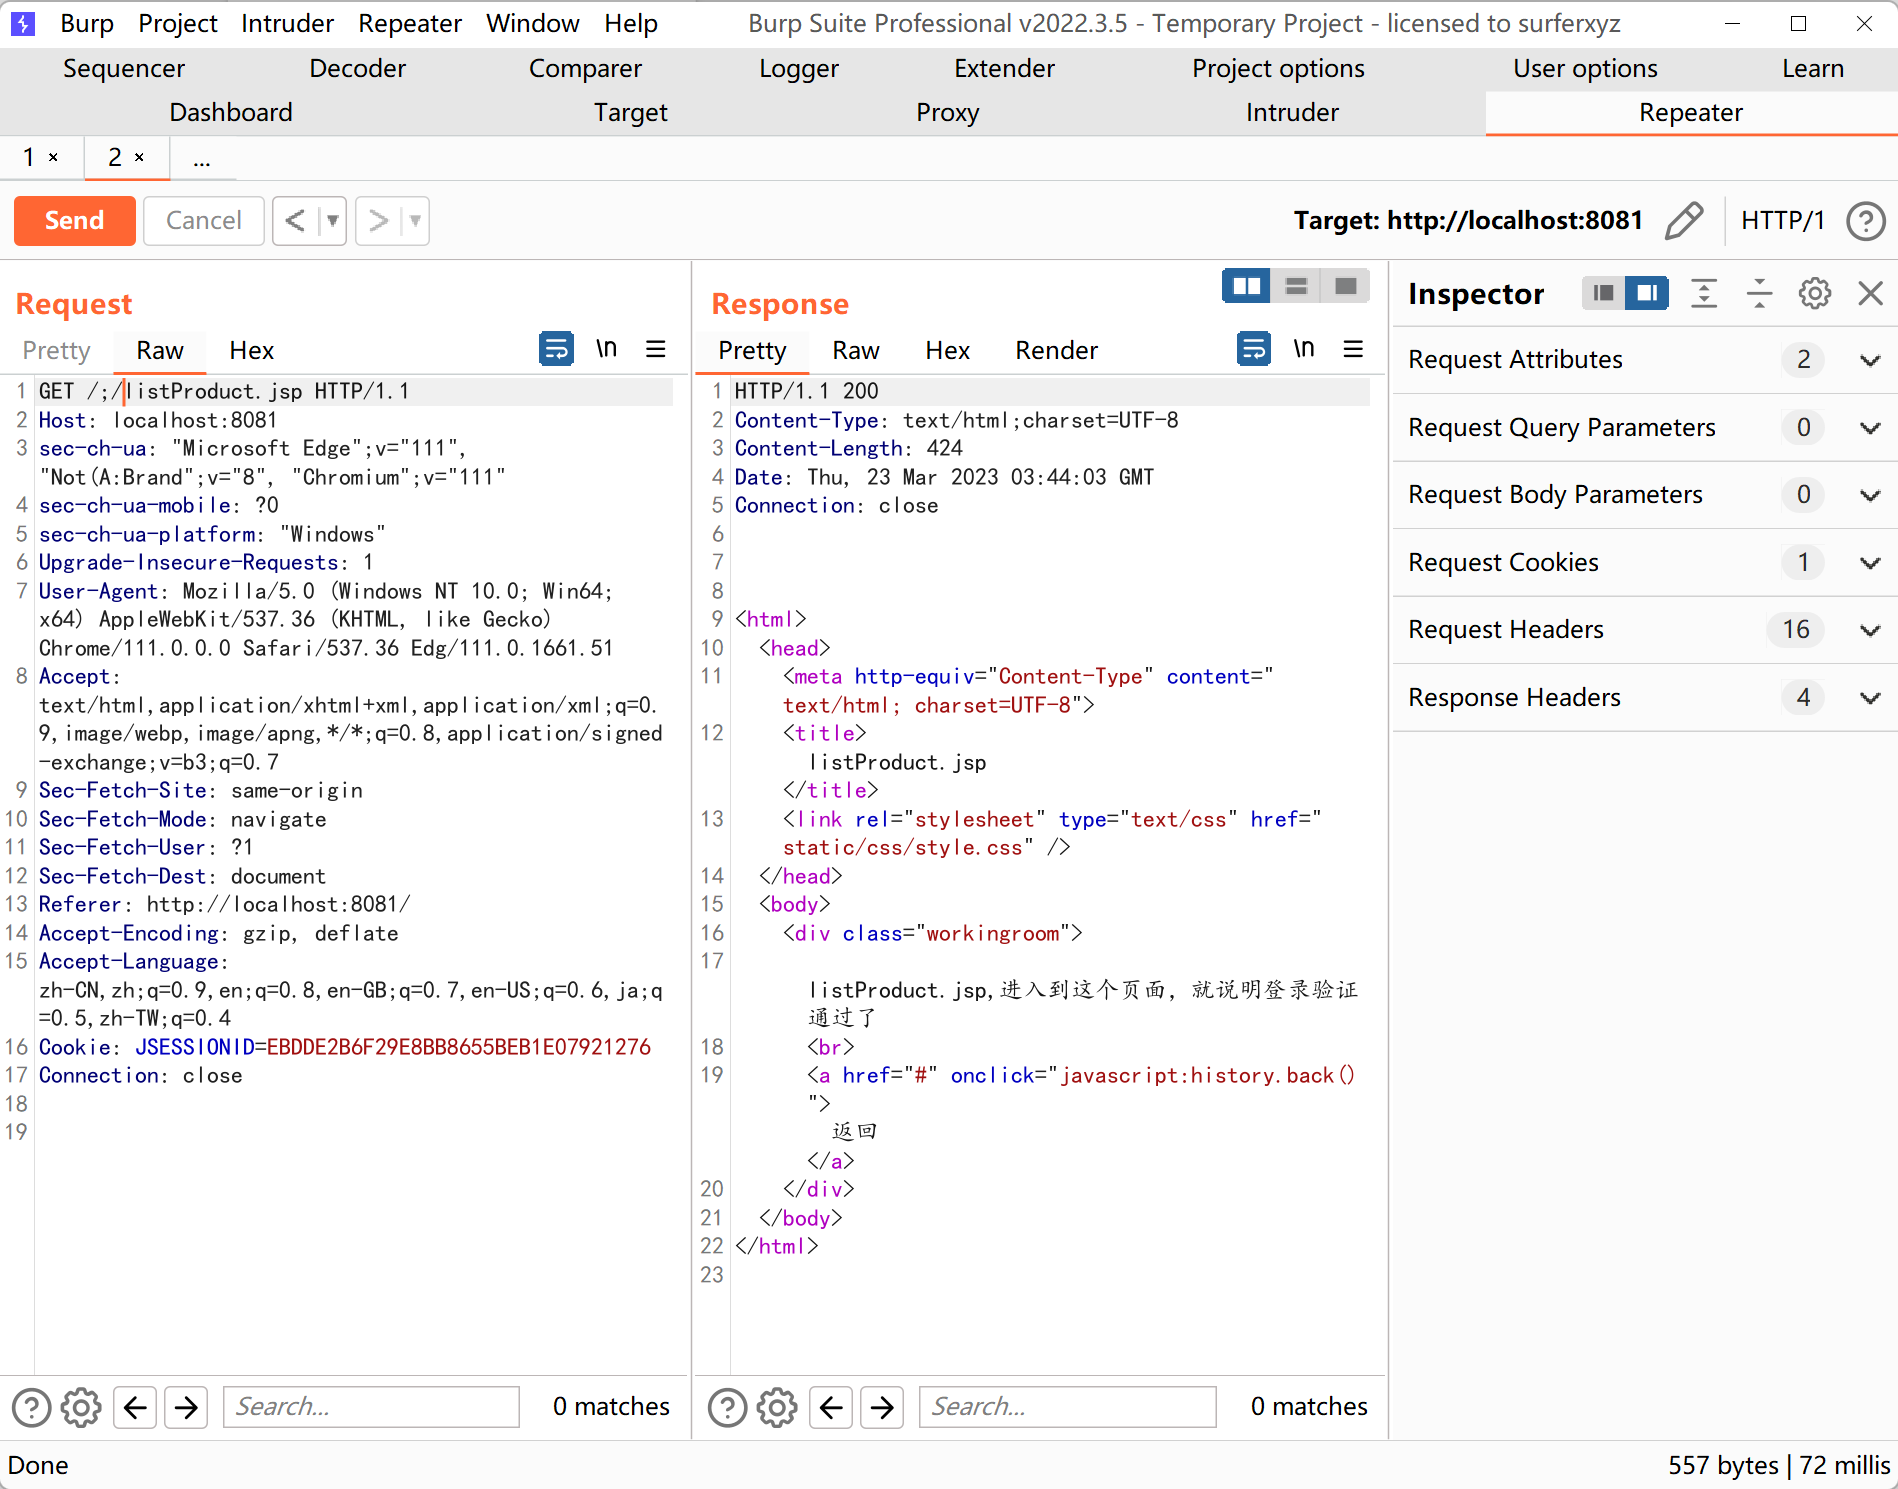 Burp Project Intruder Repeater Window Help Burp Suite Professional v2022.3.5 - Temporary Project - licensed to surferxyz
Sequencer Decoder Comparer Logger Extender Project options User options Learn
Dashboard Target Proxy Intruder Repeater
1 × 2 × ...
Send Cancel < > Target: http://localhost:8081 HTTP/1 ?
Request
Pretty Raw Hex \n
1 GET /;/listProduct.jsp HTTP/1.1
2 Host: localhost:8081
3 sec-ch-ua: "Microsoft Edge";v="111",
"Not(A:Brand";v="8", "Chromium";v="111"
4 sec-ch-ua-mobile: ?0
5 sec-ch-ua-platform: "Windows"
6 Upgrade-Insecure-Requests: 1
7 User-Agent: Mozilla/5.0 (Windows NT 10.0; Win64;
x64) AppleWebKit/537.36 (KHTML, like Gecko)
Chrome/111.0.0.0 Safari/537.36 Edg/111.0.1661.51
8 Accept:
text/html,application/xhtml+xml,application/xml;q=0.
9,image/webp,image/apng,*/*;q=0.8,application/signed
-exchange;v=b3;q=0.7
9 Sec-Fetch-Site: same-origin
10 Sec-Fetch-Mode: navigate
11 Sec-Fetch-User: ?1
12 Sec-Fetch-Dest: document
13 Referer: http://localhost:8081/
14 Accept-Encoding: gzip, deflate
15 Accept-Language:
zh-CN,zh;q=0.9,en;q=0.8,en-GB;q=0.7,en-US;q=0.6,ja;q
=0.5,zh-TW;q=0.4
16 Cookie: JSESSIONID=EBDDE2B6F29E8BB8655BEB1E07921276
17 Connection: close
18
19
? Search... 0 matches
Response
Pretty Raw Hex Render \n
1 HTTP/1.1 200
2 Content-Type: text/html;charset=UTF-8
3 Content-Length: 424
4 Date: Thu, 23 Mar 2023 03:44:03 GMT
5 Connection: close
6
7
8
9 <html>
10 <head>
11 <meta http-equiv="Content-Type" content="
text/html; charset=UTF-8">
12 <title>
listProduct.jsp
</title>
13 <link rel="stylesheet" type="text/css" href="
static/css/style.css" />
14 </head>
15 <body>
16 <div class="workingroom">
17
listProduct.jsp,进入到这个页面，就说明登录验证
通过了
18 <br>
19 <a href="#" onclick="javascript:history.back()
">
返回
</a>
20 </div>
21 </body>
22 </html>
23
? Search... 0 matches
Inspector
Request Attributes 2
Request Query Parameters 0
Request Body Parameters 0
Request Cookies 1
Request Headers 16
Response Headers 4
Done 557 bytes | 72 millis